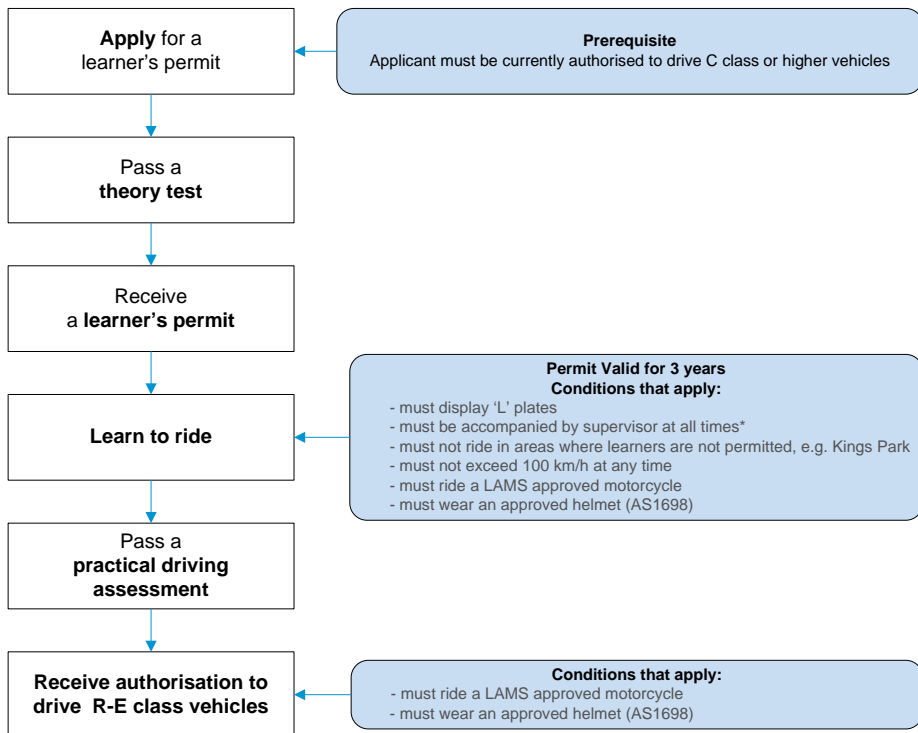 Apply for a
learner's permit
Prerequisite
Applicant must be currently authorised to drive C class or higher vehicles
Pass a
theory test
Receive
a learner's permit
Learn to ride
Permit Valid for 3 years
Conditions that apply:
- must display ‘L’ plates
- must be accompanied by supervisor at all times*
- must not ride in areas where learners are not permitted, e.g. Kings Park
- must not exceed 100 km/h at any time
- must ride a LAMS approved motorcycle
- must wear an approved helmet (AS1698)
Pass a
practical driving
assessment
Receive authorisation to
drive R-E class vehicles
Conditions that apply:
- must ride a LAMS approved motorcycle
- must wear an approved helmet (AS1698)